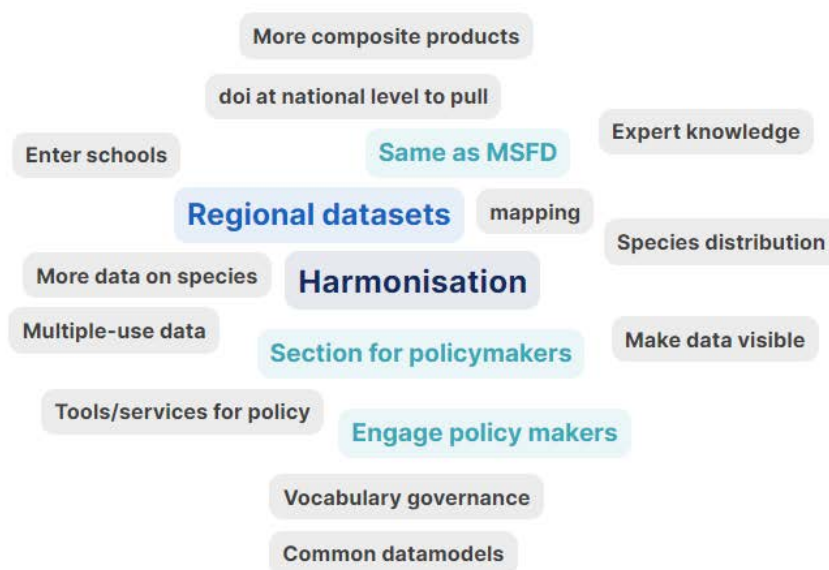 More composite products
doi at national level to pull
Expert knowledge
Enter schools
Same as MSFD
Regional datasets
mapping
Species distribution
More data on species
Harmonisation
Multiple-use data
Make data visible
Section for policymakers
Tools/services for policy
Engage policy makers
Vocabulary governance
Common datamodels